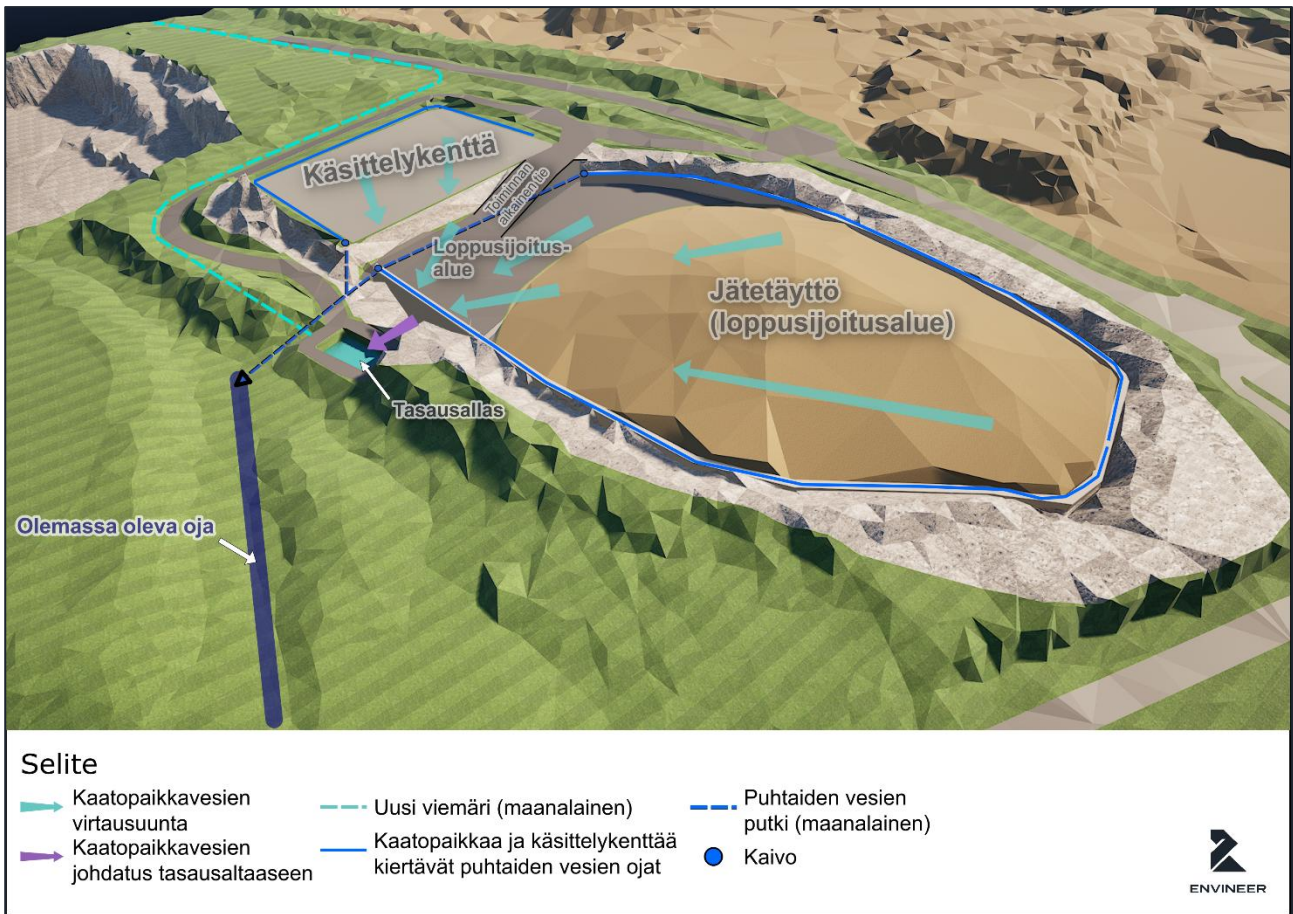 Käsittelykenttä
Toiminnan
aikainen tie
Loppusijoitus-
alue
Jätetäyttö
(loppusijoitusalue)
Tasausallas
Olemassa oleva oja
Selite
Kaatopaikkavesien
virtausuunta
Kaatopaikkavesien
johdatus tasausaltaaseen
Uusi viemäri (maanalainen)
Kaatopaikkaa ja käsittelykenttää
kiertävät puhtaiden vesien ojat
Puhtaiden vesien
putki (maanalainen)
Kaivo
ENVINEER